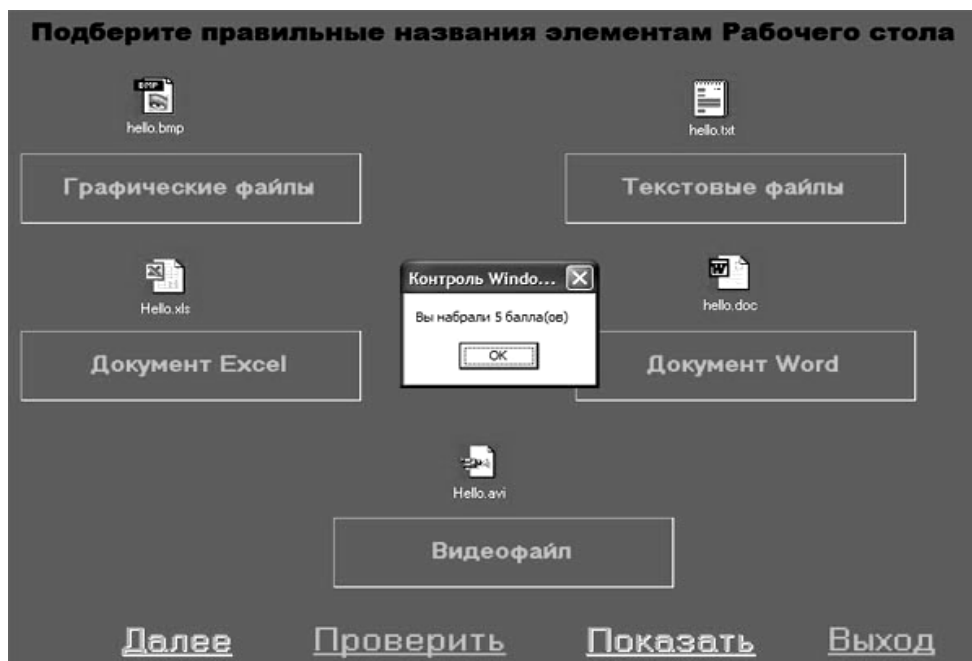 Подберите правильные названия элементам Рабочего стола
BMP
hello.bmp
hello.txt
Графические файлы
Текстовые файлы
Hello.xls
Контроль Windo...
Вы набрали 5 балла(ов)
OK
W
hello.doc
Документ Excel
Документ Word
Hello.avi
Видеофайл
Далее
Проверить
Показать
Выход